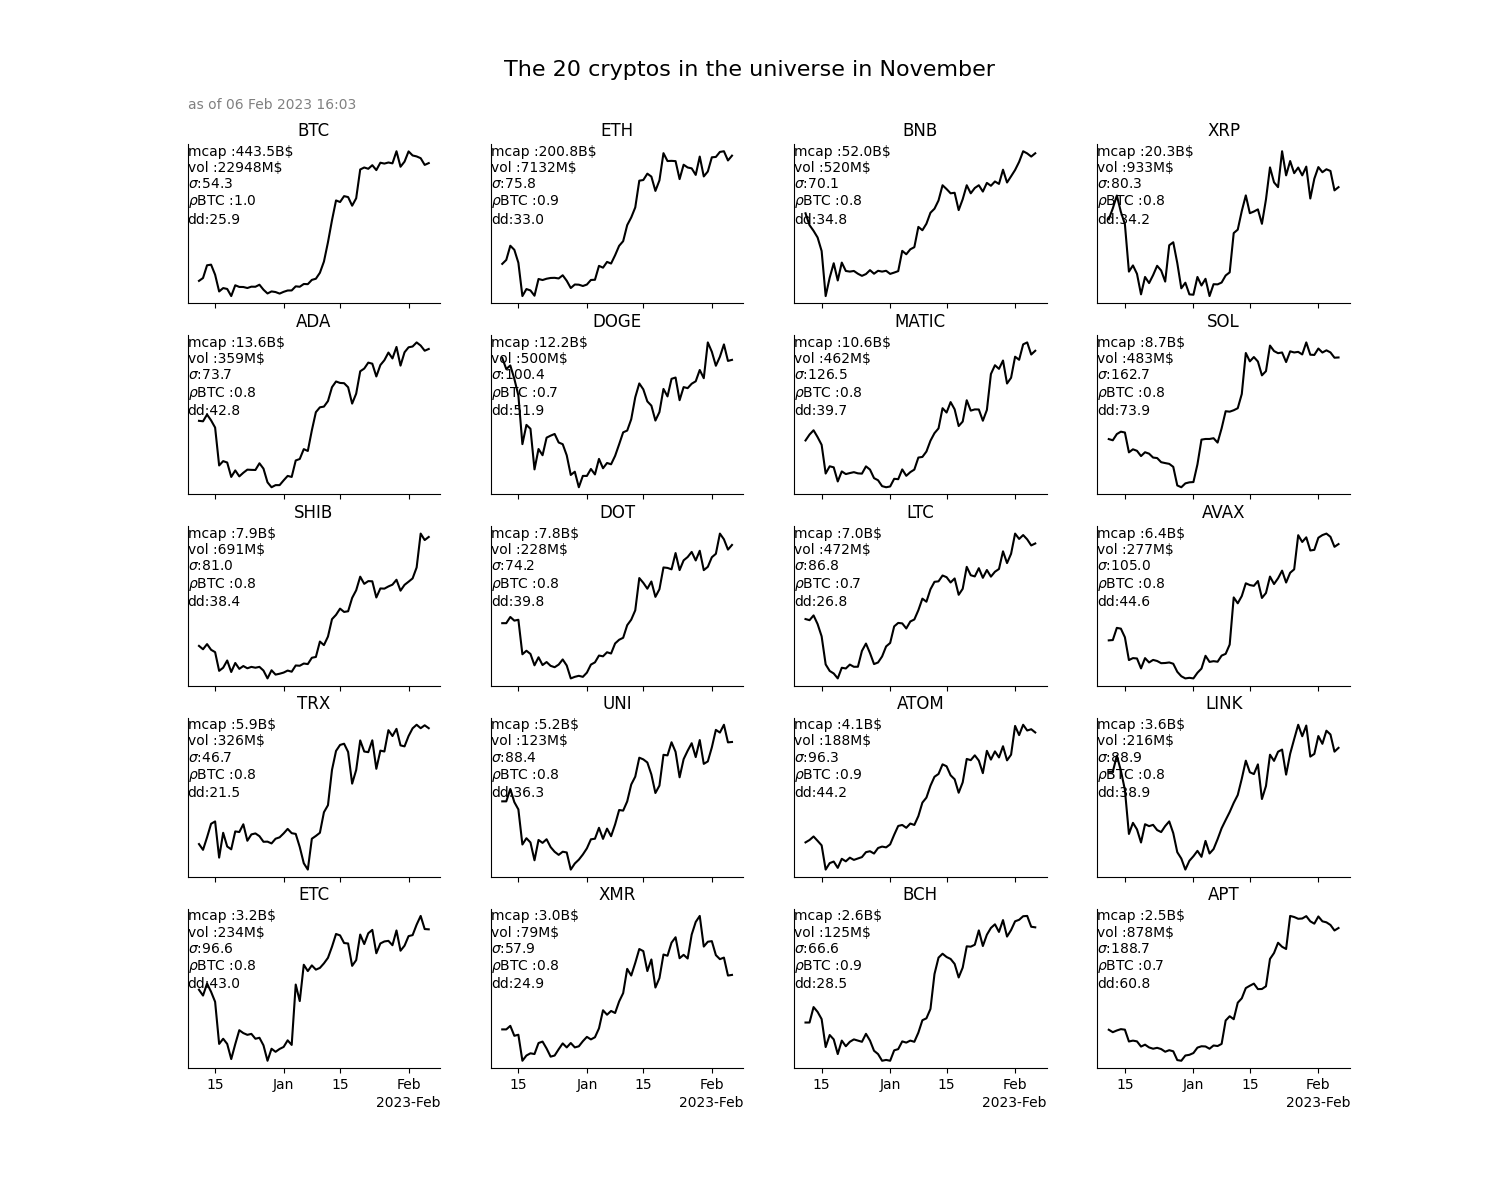 The 20 cryptos in the universe in November
as of 06 Feb 2023 16:03
BTC
mcap :443.5B$
vol :22948M$
σ:54.3
ρBTC :1.0
dd:25.9
ETH
mcap :200.8B$
vol :7132M$
σ:75.8
ρBTC :0.9
dd:33.0
BNB
mcap :52.0B$
vol :520M$
σ:70.1
ρBTC :0.8
dd:34.8
XRP
mcap :20.3B$
vol :933M$
σ:80.3
ρBTC :0.8
dd:34.2
ADA
mcap :13.6B$
vol :359M$
σ:73.7
ρBTC :0.8
dd:42.8
DOGE
mcap :12.2B$
vol :500M$
σ:100.4
ρBTC :0.7
dd:51.9
MATIC
mcap :10.6B$
vol :462M$
σ:126.5
ρBTC :0.8
dd:39.7
SOL
mcap :8.7B$
vol :483M$
σ:162.7
ρBTC :0.8
dd:73.9
SHIB
mcap :7.9B$
vol :691M$
σ:81.0
ρBTC :0.8
dd:38.4
DOT
mcap :7.8B$
vol :228M$
σ:74.2
ρBTC :0.8
dd:39.8
LTC
mcap :7.0B$
vol :472M$
σ:86.8
ρBTC :0.7
dd:26.8
AVAX
mcap :6.4B$
vol :277M$
σ:105.0
ρBTC :0.8
dd:44.6
TRX
mcap :5.9B$
vol :326M$
σ:46.7
ρBTC :0.8
dd:21.5
UNI
mcap :5.2B$
vol :123M$
σ:88.4
ρBTC :0.8
dd:36.3
ATOM
mcap :4.1B$
vol :188M$
σ:96.3
ρBTC :0.9
dd:44.2
LINK
mcap :3.6B$
vol :216M$
σ:88.9
ρBTC :0.8
dd:38.9
ETC
mcap :3.2B$
vol :234M$
σ:96.6
ρBTC :0.8
dd:43.0
XMR
mcap :3.0B$
vol :79M$
σ:57.9
ρBTC :0.8
dd:24.9
BCH
mcap :2.6B$
vol :125M$
σ:66.6
ρBTC :0.9
dd:28.5
APT
mcap :2.5B$
vol :878M$
σ:188.7
ρBTC :0.7
dd:60.8
15 Jan 15 Feb
2023-Feb
15 Jan 15 Feb
2023-Feb
15 Jan 15 Feb
2023-Feb
15 Jan 15 Feb
2023-Feb